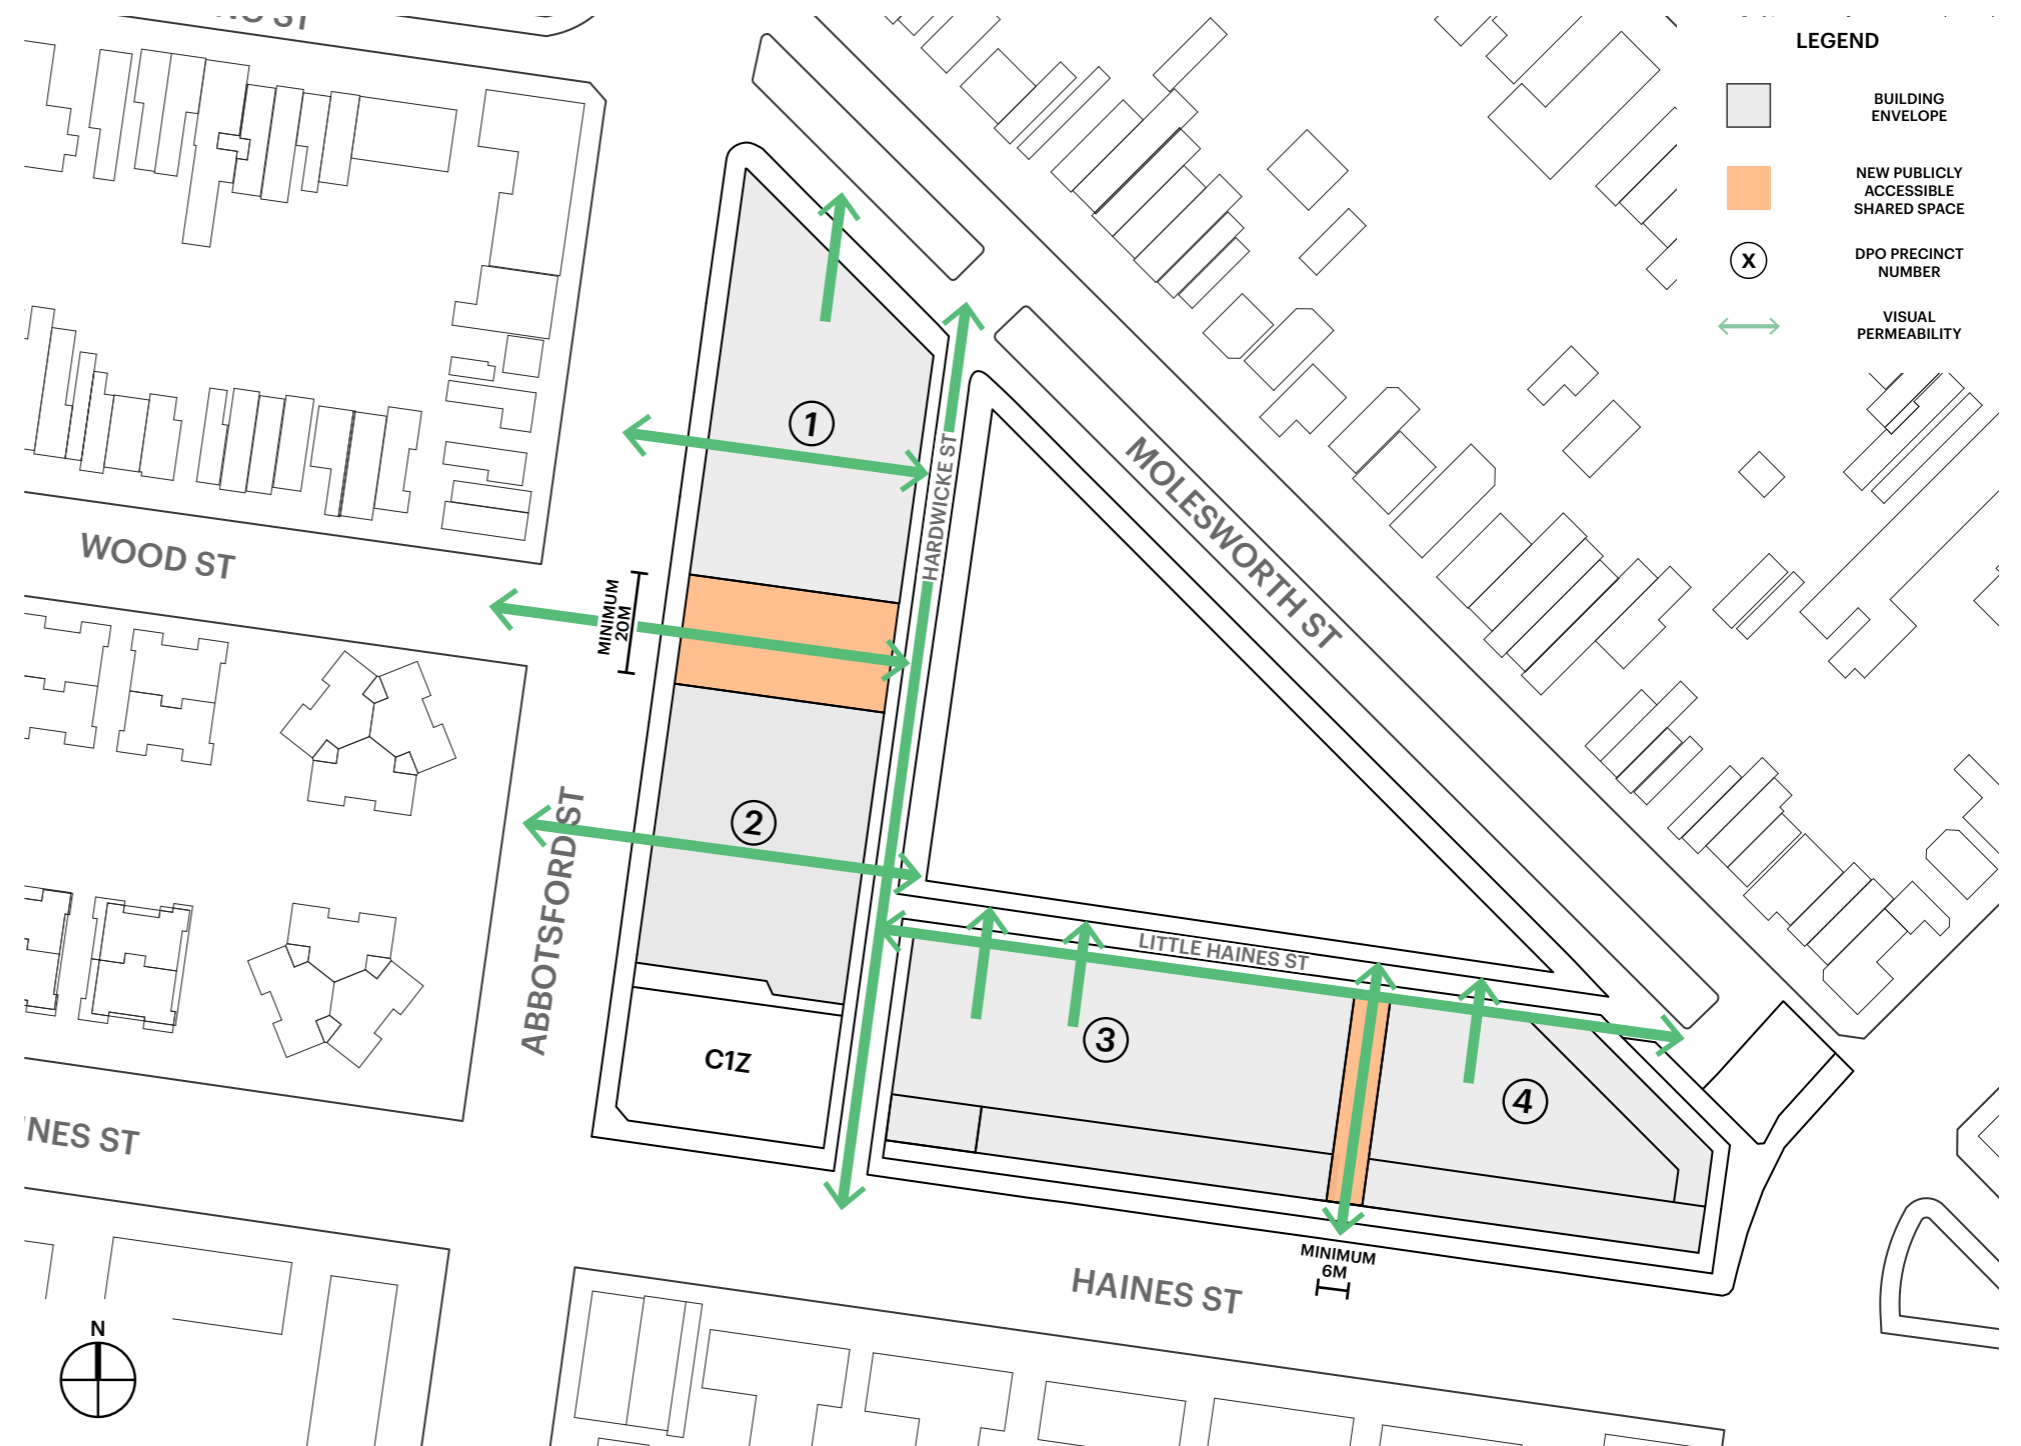 LEGEND
BUILDING
ENVELOPE
NEW PUBLICLY
ACCESSIBLE
SHARED SPACE
X
DPO PRECINCT
NUMBER
VISUAL
PERMEABILITY
1
HARDWICKE ST
MOLESWORTH ST
WOOD ST
MINIMUM
20M
2
ABBOTSFORD ST
LITTLE HAINES ST
3
4
C1Z
NES ST
MINIMUM
6M
HAINES ST
N